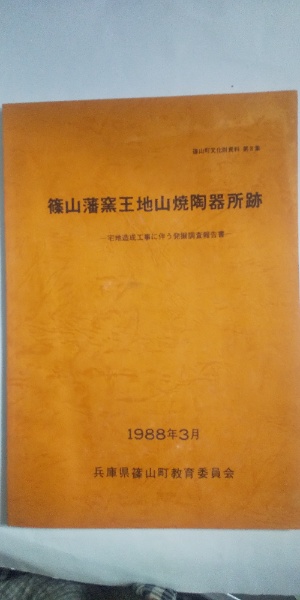 篠山町文化財資料 第8集
篠山藩窯王地山焼陶器所跡
―宅地造成工事に伴う発掘調査報告書―
1988年3月
兵庫県篠山町教育委員会